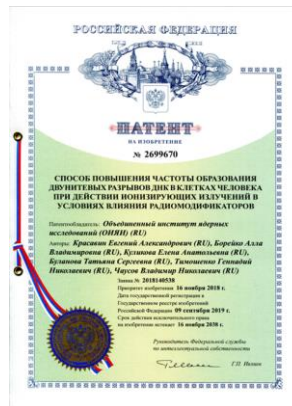 РОССИЙСКАЯ ФЕДЕРАЦИЯ
ПАТЕНТ
НА ИЗОБРЕТЕНИЕ
№ 2699670
СПОСОБ ПОВЫШЕНИЯ ЧАСТОТЫ ОБРАЗОВАНИЯ
ДВУНИТЕВЫХ РАЗРЫВОВ ДНК В КЛЕТКАХ ЧЕЛОВЕКА
ПРИ ДЕЙСТВИИ ИОНИЗИРУЮЩИХ ИЗЛУЧЕНИЙ В
УСЛОВИЯХ ВЛИЯНИЯ РАДИОМОДИФИКАТОРОВ
Патентообладатель: Объединенный институт ядерных
исследований (ОИЯИ) (RU)
Авторы: Красавин Евгений Александрович (RU), Борейко Алла
Владимировна (RU), Куликова Елена Анатольевна (RU),
Буланова Татьяна Сергеевна (RU), Тимошенко Геннадий
Николаевич (RU), Чаусов Владимир Николаевич (RU)
Заявка № 2018140538
Приоритет изобретения 16 ноября 2018 г.
Дата государственной регистрации в
Государственном реестре изобретений
Российской Федерации 09 сентября 2019 г.
Срок действия исключительного права
на изобретение истекает 16 ноября 2038 г.
Руководитель Федеральной службы
по интеллектуальной собственности
Г.П. Ивлиев